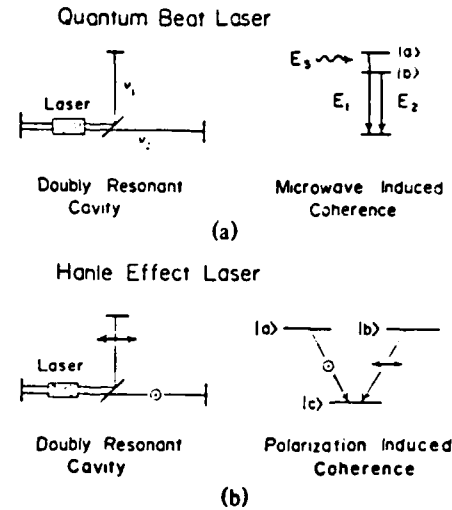 Quantum Beat Laser
Laser
ν₁
ν₂
Doubly Resonant
Cavity
E₃
|a⟩
|b⟩
E₁
E₂
Microwave Induced
Coherence
(a)
Hanle Effect Laser
Laser
Doubly Resonant
Cavity
|a⟩
|b⟩
|c⟩
Polarization Induced
Coherence
(b)